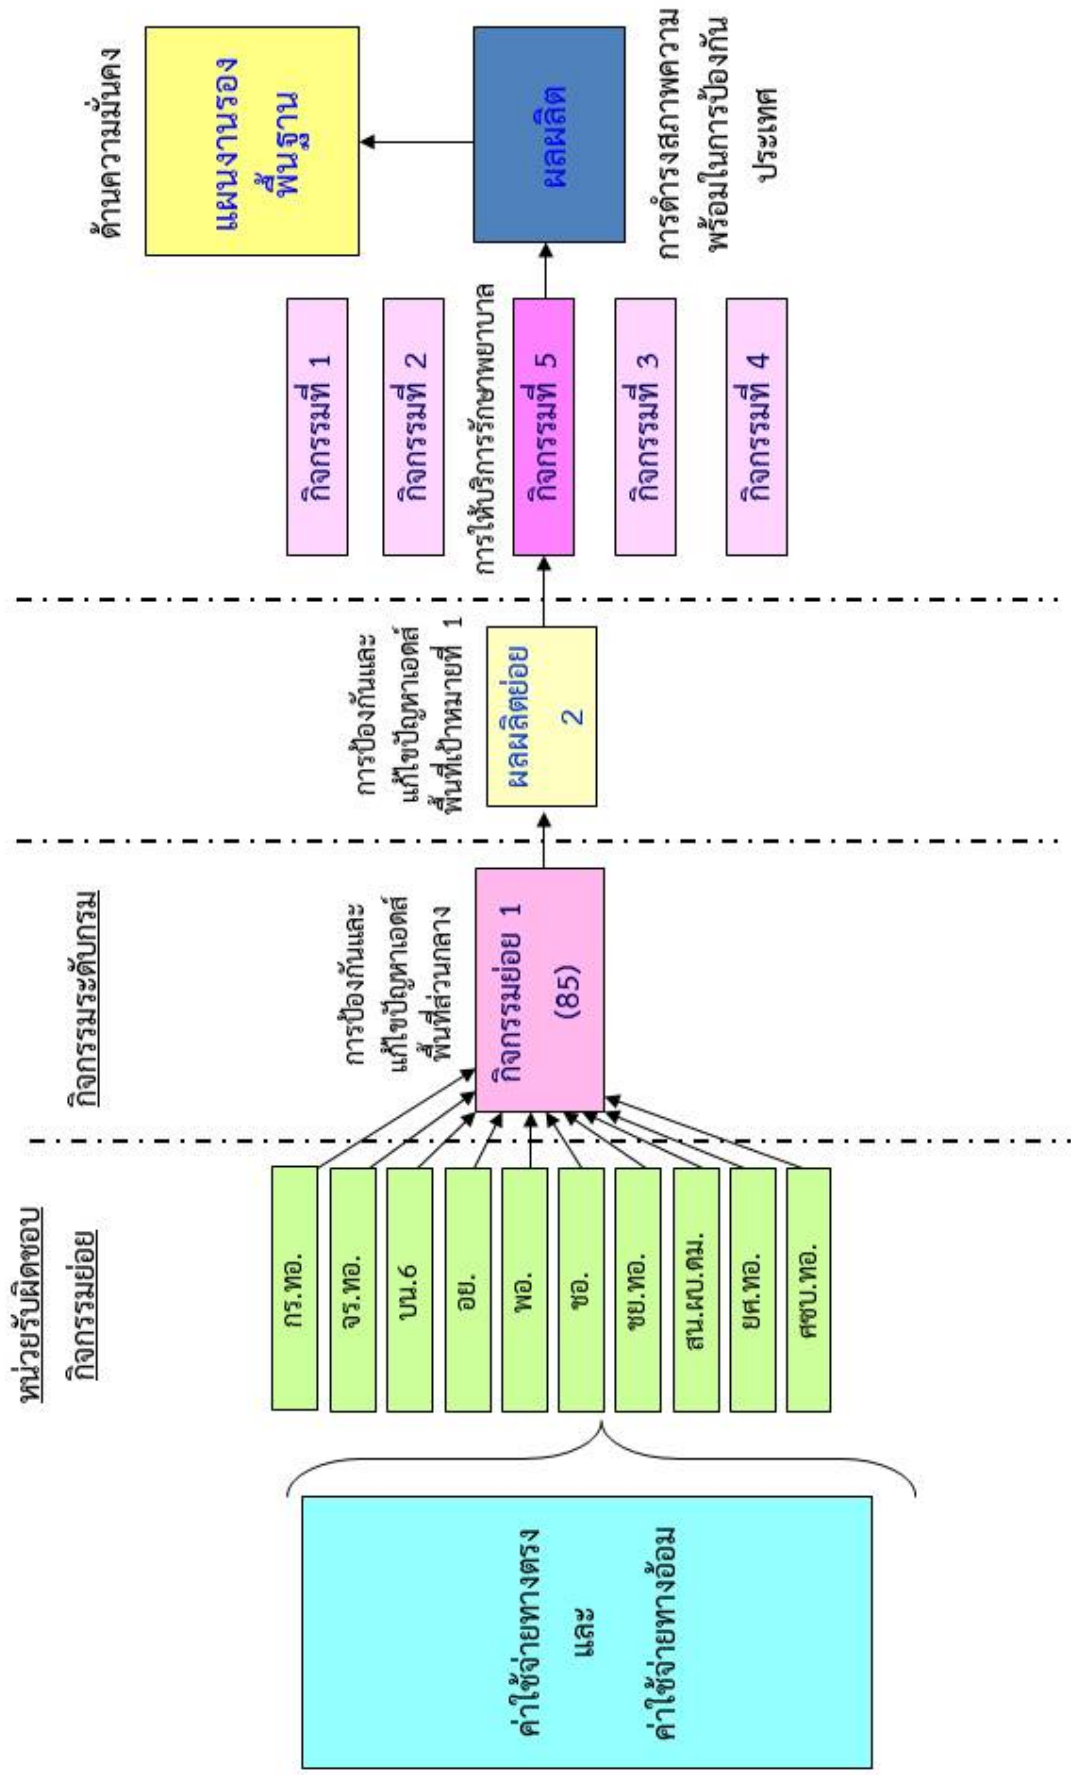 หน่วยรับผิดชอบ
กิจกรรมย่อย
กิจกรรมระดับกรม
ค่าใช้จ่ายทางตรง
และ
ค่าใช้จ่ายทางอ้อม
กร.ทอ.
จร.ทอ.
บน.6
อย.
พอ.
ชอ.
ชย.ทอ.
สน.ผบ.ดม.
ยศ.ทอ.
ศซบ.ทอ.
การป้องกันและ
แก้ไขปัญหาเอดส์
พื้นที่ส่วนกลาง
กิจกรรมย่อย 1
(85)
การป้องกันและ
แก้ไขปัญหาเอดส์
พื้นที่เป้าหมายที่ 1
ผลผลิตย่อย
2
กิจกรรมที่ 1
กิจกรรมที่ 2
การให้บริการรักษาพยาบาล
กิจกรรมที่ 5
กิจกรรมที่ 3
กิจกรรมที่ 4
ด้านความมั่นคง
แผนงานรอง
พื้นฐาน
ผลผลิต
การดำรงสภาพความ
พร้อมในการป้องกัน
ประเทศ